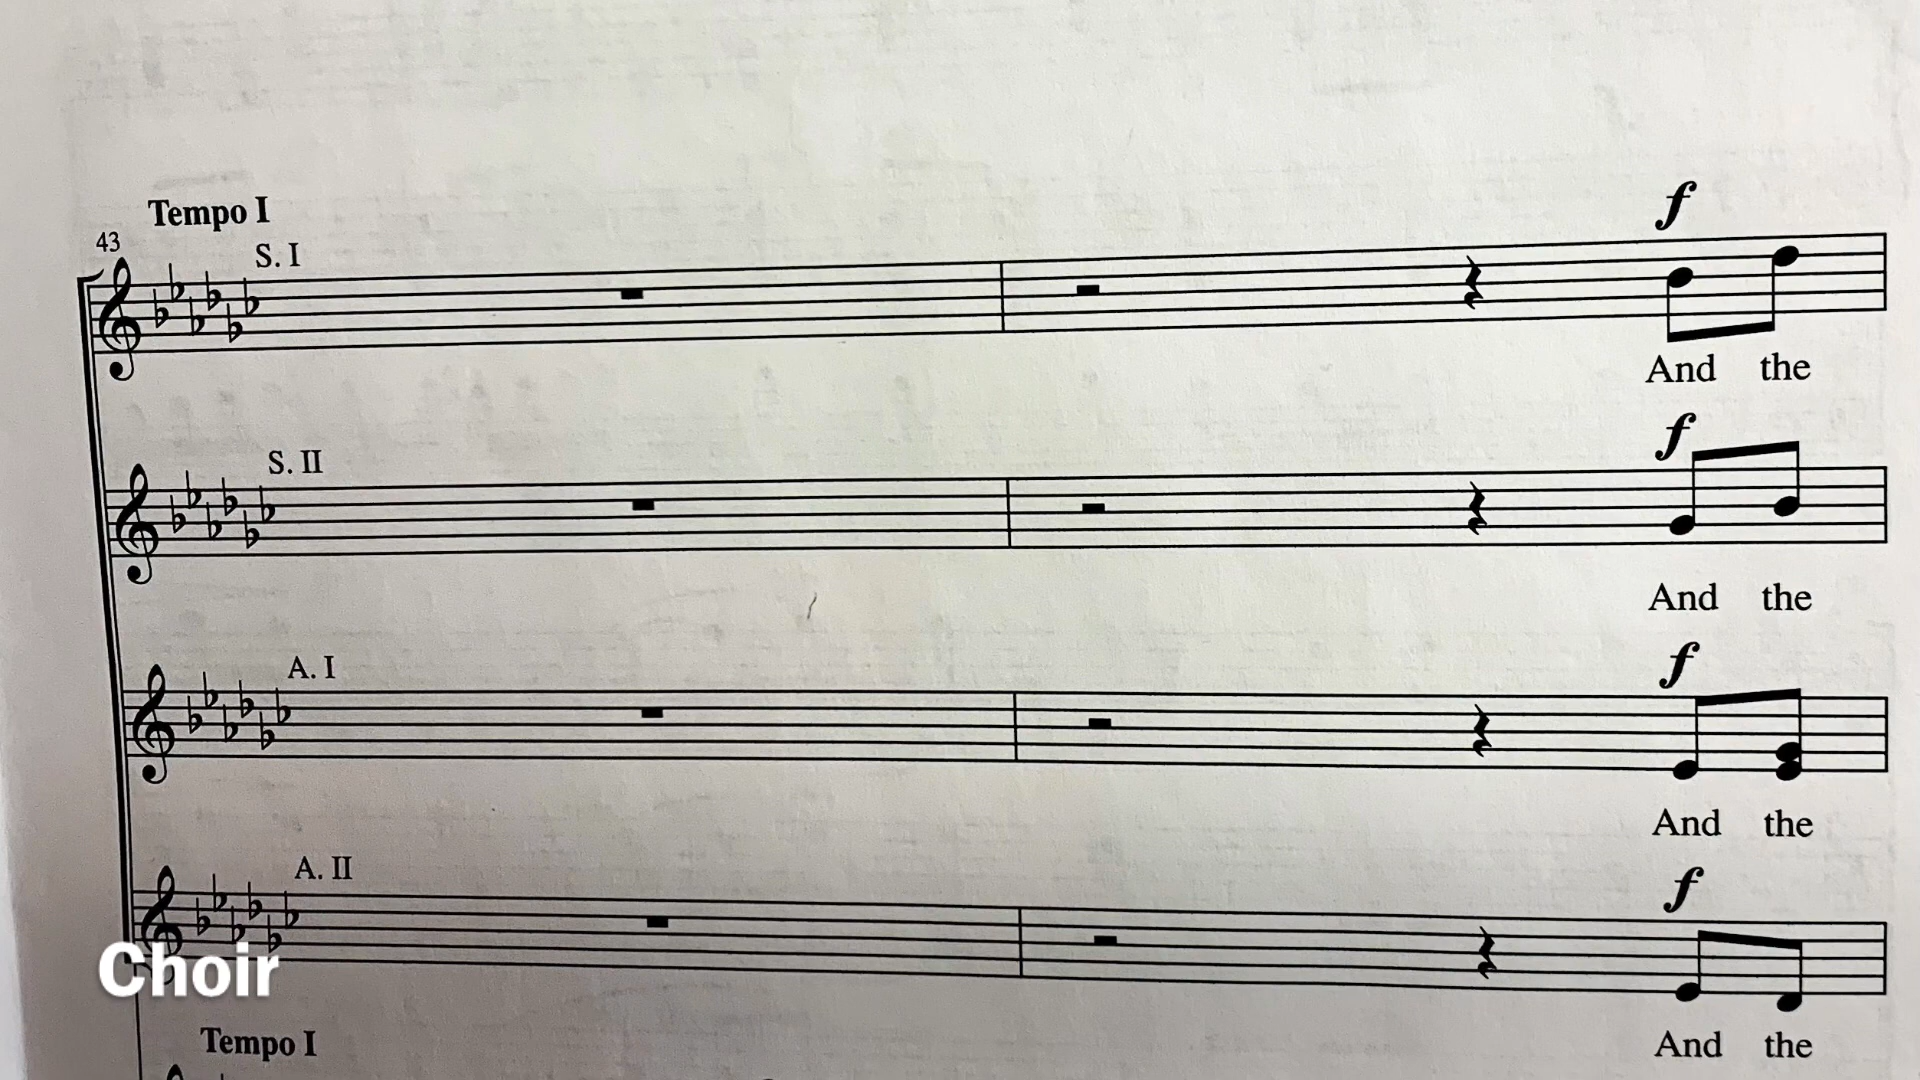 Tempo I
43
S. I
f
And the
S. II
f
And the
A. I
f
And the
A. II
f
Choir
And the
Tempo I